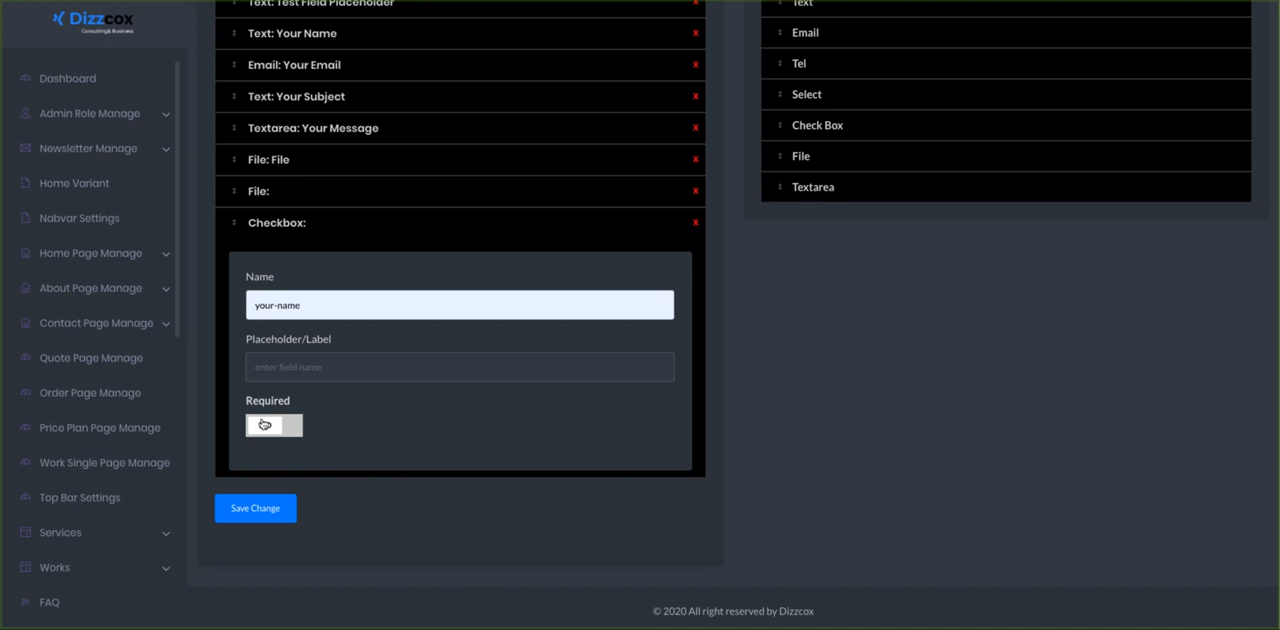 Dizzcox
Consulting& Business
Dashboard
Admin Role Manage
Newsletter Manage
Home Variant
Nabvar Settings
Home Page Manage
About Page Manage
Contact Page Manage
Quote Page Manage
Order Page Manage
Price Plan Page Manage
Work Single Page Manage
Top Bar Settings
Services
Works
FAQ
Text: Test Field Placeholder x
Text: Your Name x
Email: Your Email x
Text: Your Subject x
Textarea: Your Message x
File: File x
File: x
Checkbox: x
Name
your-name
Placeholder/Label
enter field name
Required
Save Change
Text
Email
Tel
Select
Check Box
File
Textarea
© 2020 All right reserved by Dizzcox